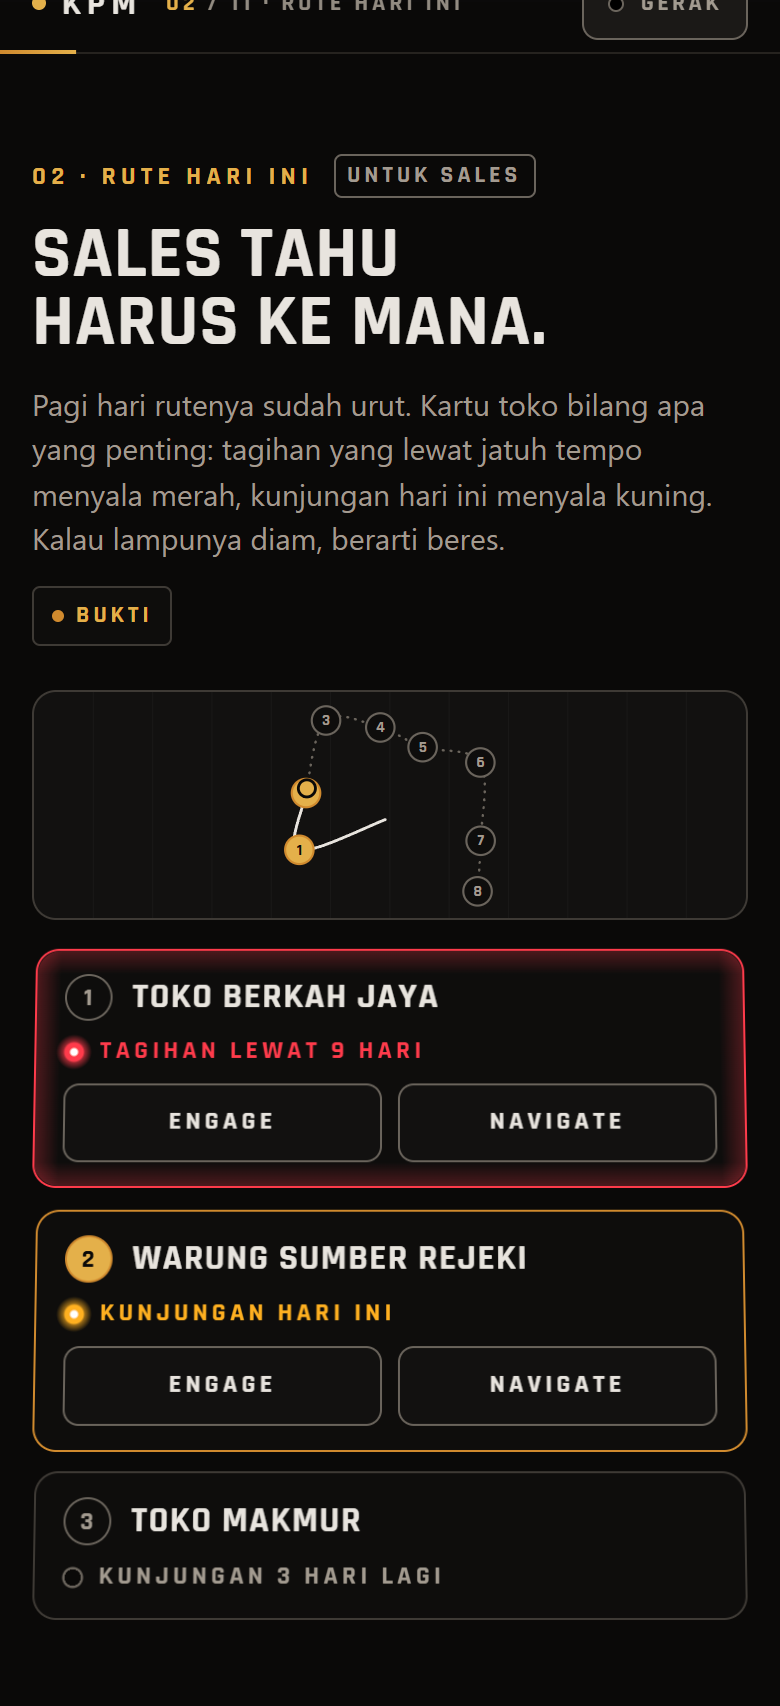 KPM 02 / 11 · RUTE HARI INI GERAK
02 · RUTE HARI INI UNTUK SALES
SALES TAHU
HARUS KE MANA.
Pagi hari rutenya sudah urut. Kartu toko bilang apa
yang penting: tagihan yang lewat jatuh tempo
menyala merah, kunjungan hari ini menyala kuning.
Kalau lampunya diam, berarti beres.
BUKTI
3
4
5
6
1
7
8
1 TOKO BERKAH JAYA
TAGIHAN LEWAT 9 HARI
ENGAGE NAVIGATE
2 WARUNG SUMBER REJEKI
KUNJUNGAN HARI INI
ENGAGE NAVIGATE
3 TOKO MAKMUR
KUNJUNGAN 3 HARI LAGI